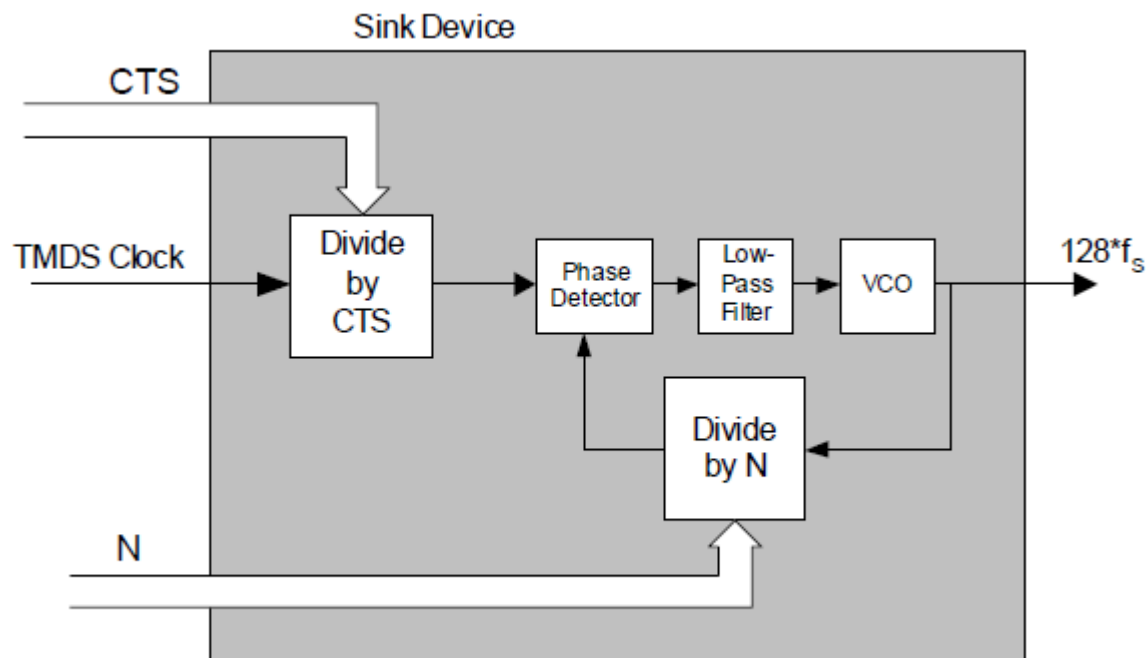 Sink Device
CTS
TMDS Clock
Divide
by
CTS
Phase
Detector
Low-
Pass
Filter
VCO
128*fs
Divide
by N
N